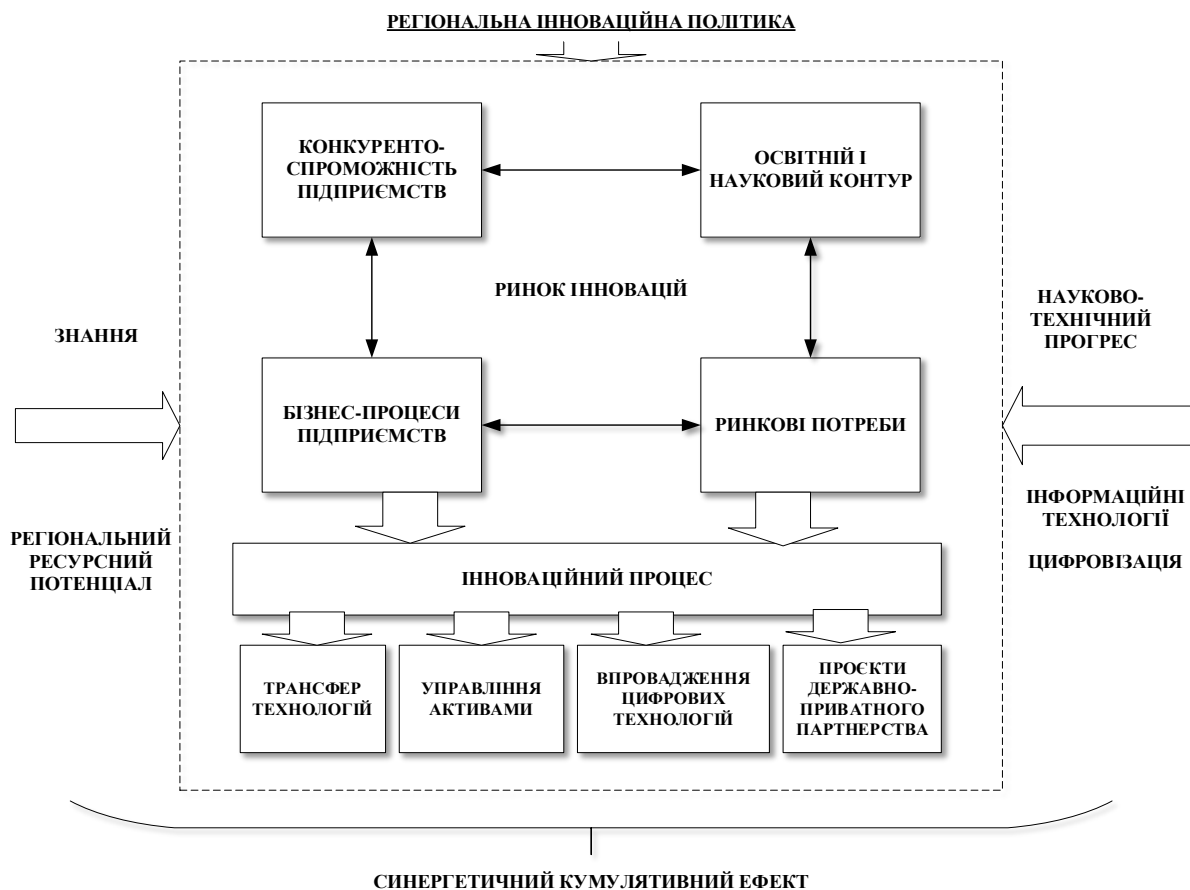 РЕГІОНАЛЬНА ІННОВАЦІЙНА ПОЛІТИКА
КОНКУРЕНТО-
СПРОМОЖНІСТЬ
ПІДПРИЄМСТВ
ОСВІТНІЙ І
НАУКОВИЙ КОНТУР
РИНОК ІННОВАЦІЙ
ЗНАННЯ
НАУКОВО-
ТЕХНІЧНИЙ
ПРОГРЕС
БІЗНЕС-ПРОЦЕСИ
ПІДПРИЄМСТВ
РИНКОВІ ПОТРЕБИ
РЕГІОНАЛЬНИЙ
РЕСУРСНИЙ
ПОТЕНЦІАЛ
ІНФОРМАЦІЙНІ
ТЕХНОЛОГІЇ
ЦИФРОВІЗАЦІЯ
ІННОВАЦІЙНИЙ ПРОЦЕС
ТРАНСФЕР
ТЕХНОЛОГІЙ
УПРАВЛІННЯ
АКТИВАМИ
ВПРОВАДЖЕННЯ
ЦИФРОВИХ
ТЕХНОЛОГІЙ
ПРОЄКТИ
ДЕРЖАВНО-
ПРИВАТНОГО
ПАРТНЕРСТВА
СИНЕРГЕТИЧНИЙ КУМУЛЯТИВНИЙ ЕФЕКТ